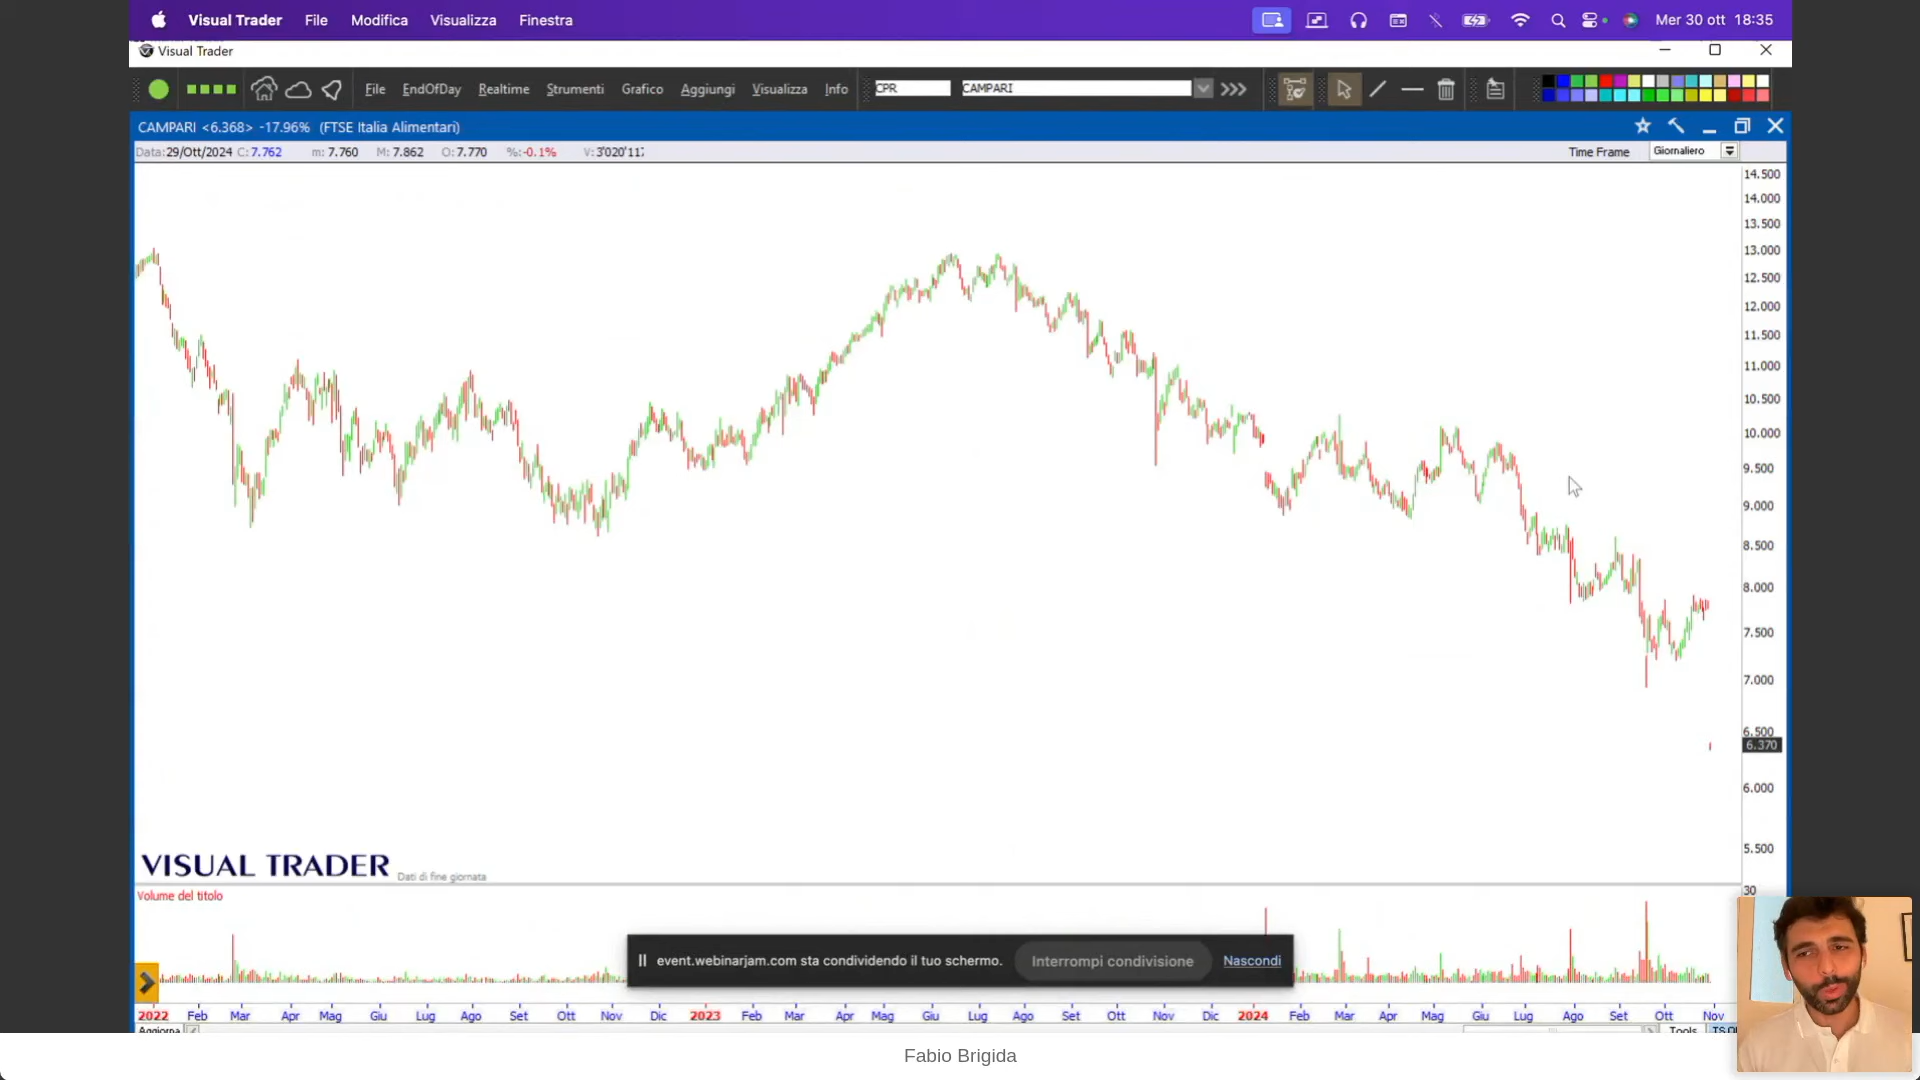 Visual Trader File Modifica Visualizza Finestra Mer 30 ott 18:35
Visual Trader
File EndOfDay Realtime Strumenti Grafico Aggiungi Visualizza Info CPR CAMPARI
CAMPARI <6.368> -17.96% (FTSE Italia Alimentari)
Data:29/Ott/2024 C: 7.762 m: 7.760 M: 7.862 O: 7.770 %:-0.1% V: 3'020'11 Time Frame Giornaliero
14.500
14.000
13.500
13.000
12.500
12.000
11.500
11.000
10.500
10.000
9.500
9.000
8.500
8.000
7.500
7.000
6.500
6.370
6.000
5.500
VISUAL TRADER Dati di fine giornata
30
Volume del titolo
event.webinarjam.com sta condividendo il tuo schermo. Interrompi condivisione Nascondi
2022 Feb Mar Apr Mag Giu Lug Ago Set Ott Nov Dic 2023 Feb Mar Apr Mag Giu Lug Ago Set Ott Nov Dic 2024 Feb Mar Apr Mag Giu Lug Ago Set Ott Nov
Aggiorna Tools
Fabio Brigida